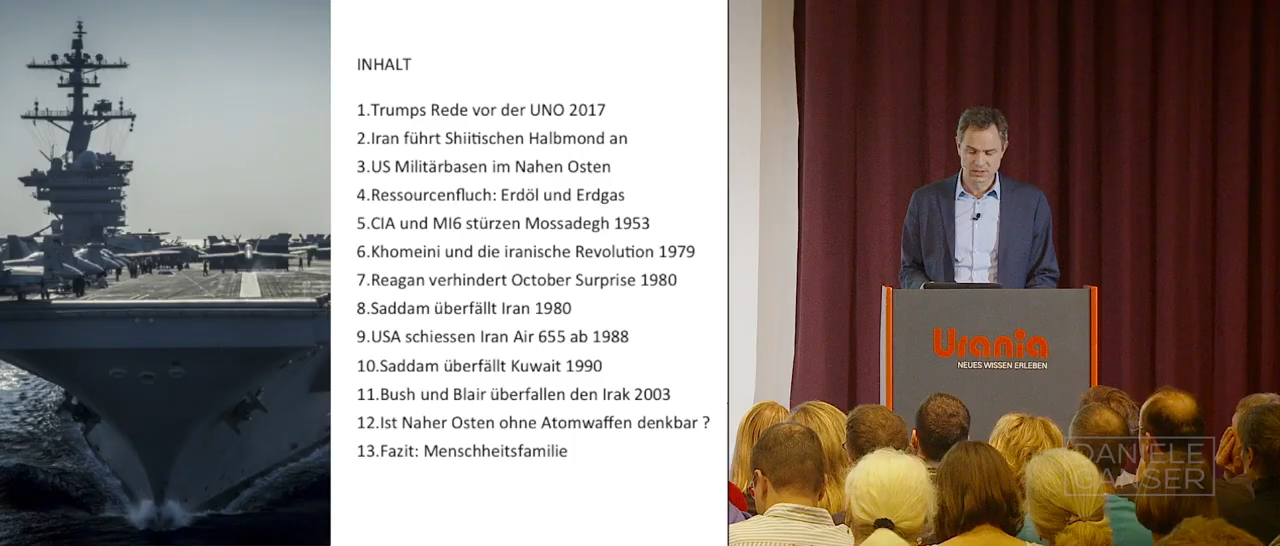 INHALT
1.Trumps Rede vor der UNO 2017
2.Iran führt Shiitischen Halbmond an
3.US Militärbasen im Nahen Osten
4.Ressourcenfluch: Erdöl und Erdgas
5.CIA und MI6 stürzen Mossadegh 1953
6.Khomeini und die iranische Revolution 1979
7.Reagan verhindert October Surprise 1980
8.Saddam überfällt Iran 1980
9.USA schiessen Iran Air 655 ab 1988
10.Saddam überfällt Kuwait 1990
11.Bush und Blair überfallen den Irak 2003
12.Ist Naher Osten ohne Atomwaffen denkbar ?
13.Fazit: Menschheitsfamilie
Urania
NEUES WISSEN ERLEBEN
DANIELE
GANSER